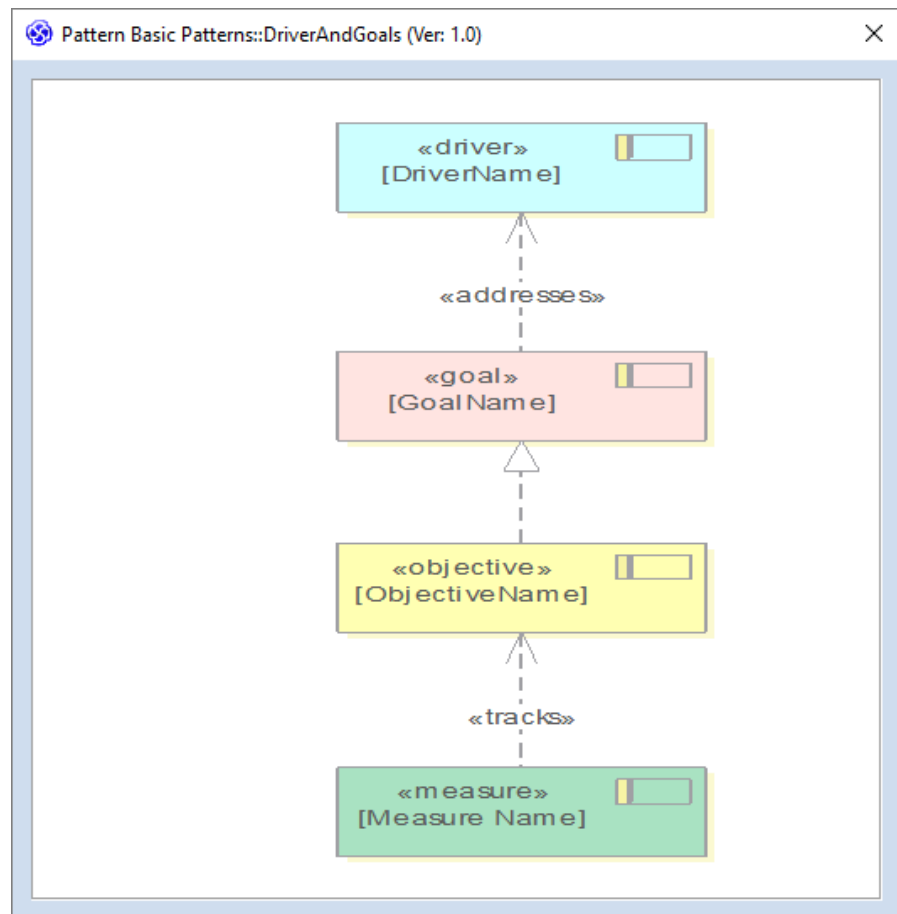 Pattern Basic Patterns::DriverAndGoals (Ver: 1.0)
«driver»
[DriverName]
«addresses»
«goal»
[GoalName]
«objective»
[ObjectiveName]
«tracks»
«measure»
[Measure Name]